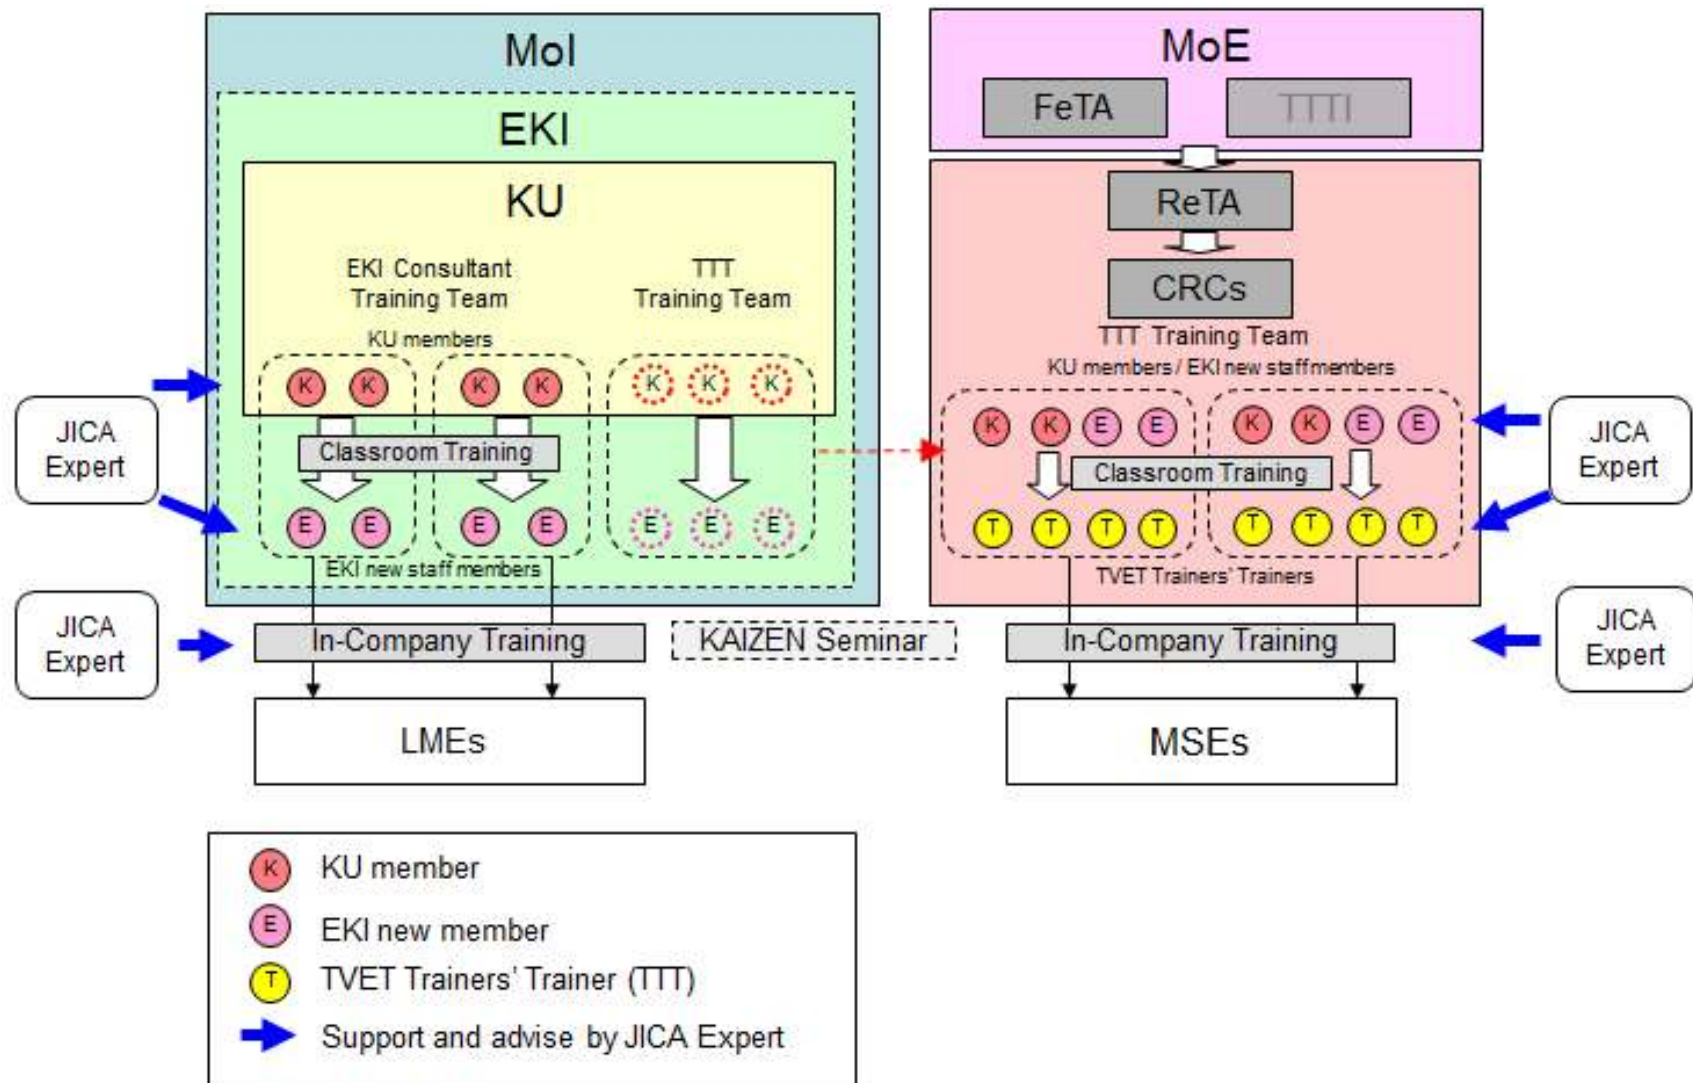 MoI
EKI
KU
EKI Consultant
Training Team
TTT
Training Team
KU members
K K K K K K K
Classroom Training
E E E E E E E
EKI new staff members
MoE
FeTA
TTTI
ReTA
CRCs
TTT Training Team
KU members / EKI new staff members
K K E E K K E E
Classroom Training
T T T T T T T T
TVET Trainers' Trainers
JICA
Expert
JICA
Expert
JICA
Expert
JICA
Expert
In-Company Training
KAIZEN Seminar
In-Company Training
LMEs
MSEs
K KU member
E EKI new member
T TVET Trainers' Trainer (TTT)
Support and advise by JICA Expert